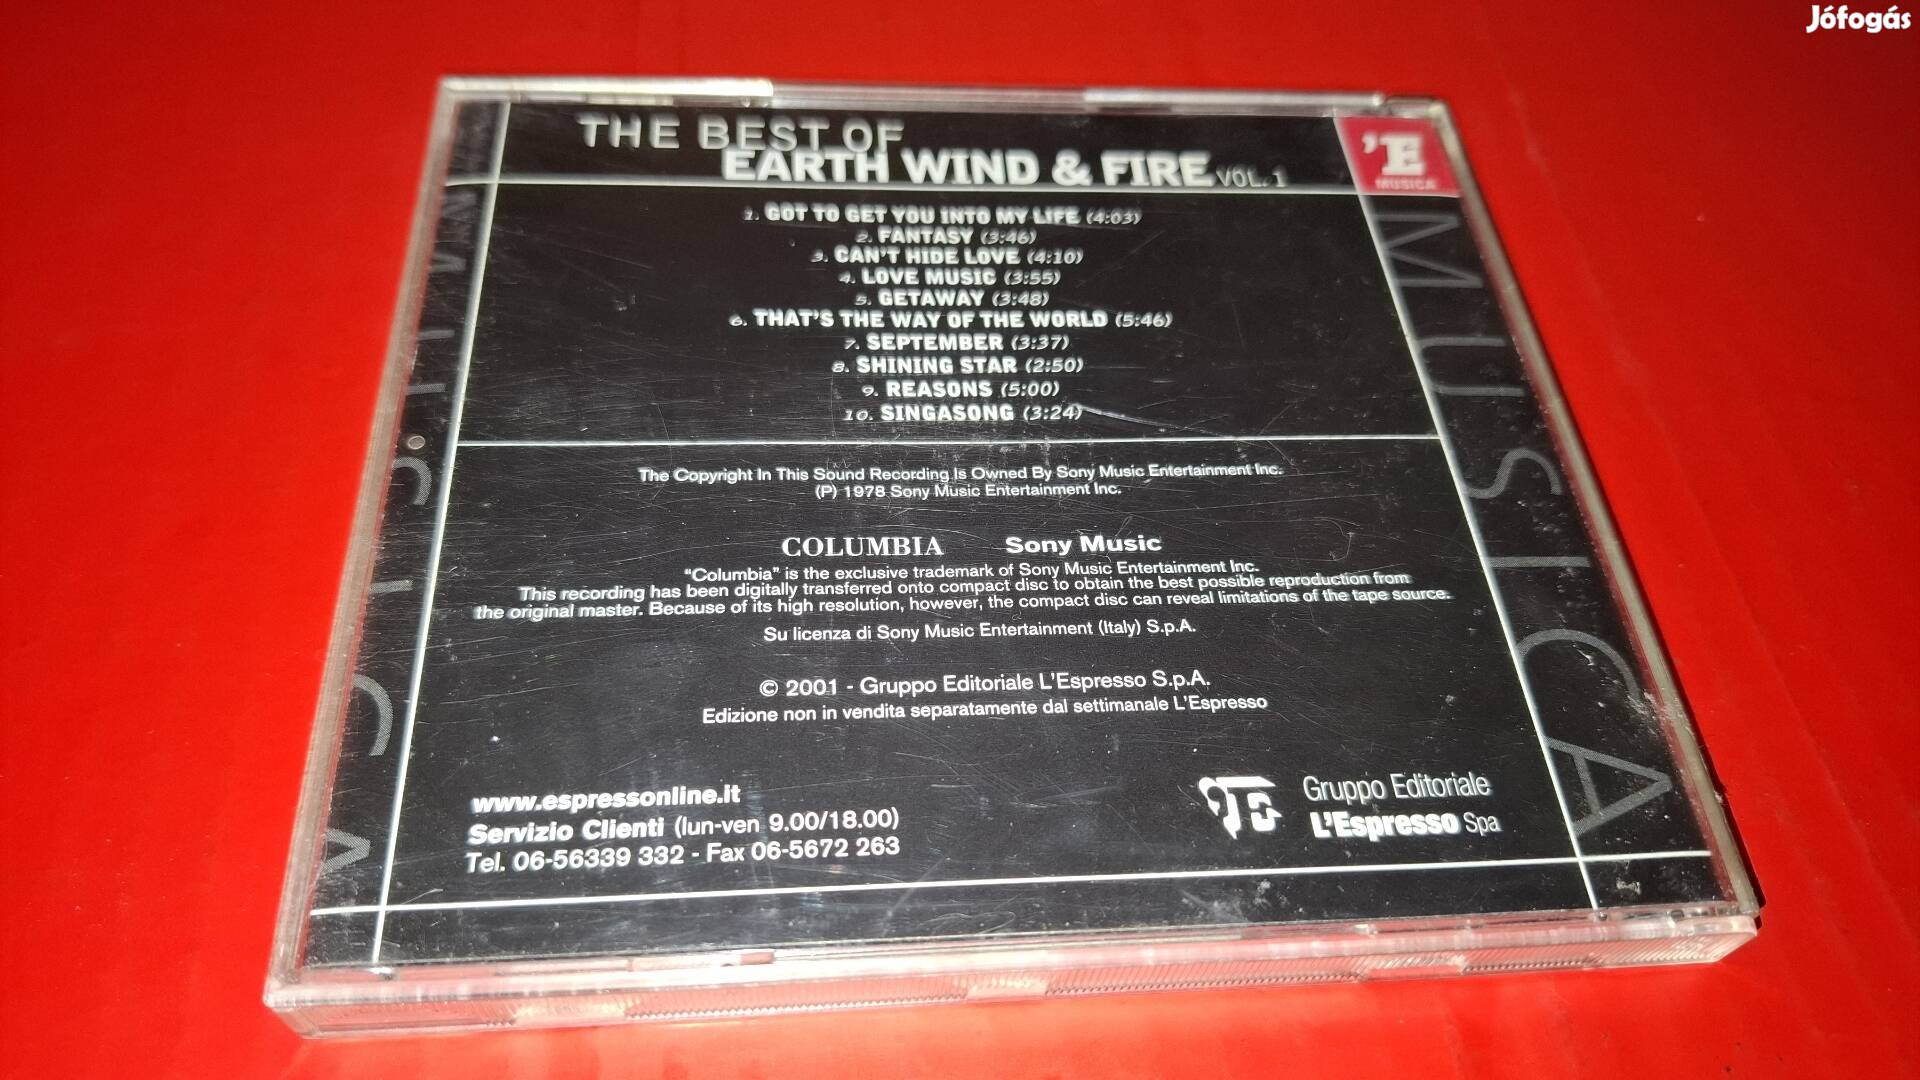 Jófogás
THE BEST OF
EARTH WIND & FIRE VOL. 1
'E
MUSICA
1. GOT TO GET YOU INTO MY LIFE (4:03)
2. FANTASY (3:46)
3. CAN'T HIDE LOVE (4:10)
4. LOVE MUSIC (3:55)
5. GETAWAY (3:48)
6. THAT'S THE WAY OF THE WORLD (5:46)
7. SEPTEMBER (3:37)
8. SHINING STAR (2:50)
9. REASONS (5:00)
10. SINGASONG (3:24)
The Copyright In This Sound Recording Is Owned By Sony Music Entertainment Inc.
(P) 1978 Sony Music Entertainment Inc.
COLUMBIA Sony Music
“Columbia” is the exclusive trademark of Sony Music Entertainment Inc.
This recording has been digitally transferred onto compact disc to obtain the best possible reproduction from
the original master. Because of its high resolution, however, the compact disc can reveal limitations of the tape source.
Su licenza di Sony Music Entertainment (Italy) S.p.A.
© 2001 - Gruppo Editoriale L'Espresso S.p.A.
Edizione non in vendita separatamente dal settimanale L'Espresso
www.espressonline.it
Servizio Clienti (lun-ven 9.00/18.00)
Tel. 06-56339 332 - Fax 06-5672 263
Gruppo Editoriale
L'Espresso Spa
MUSICA